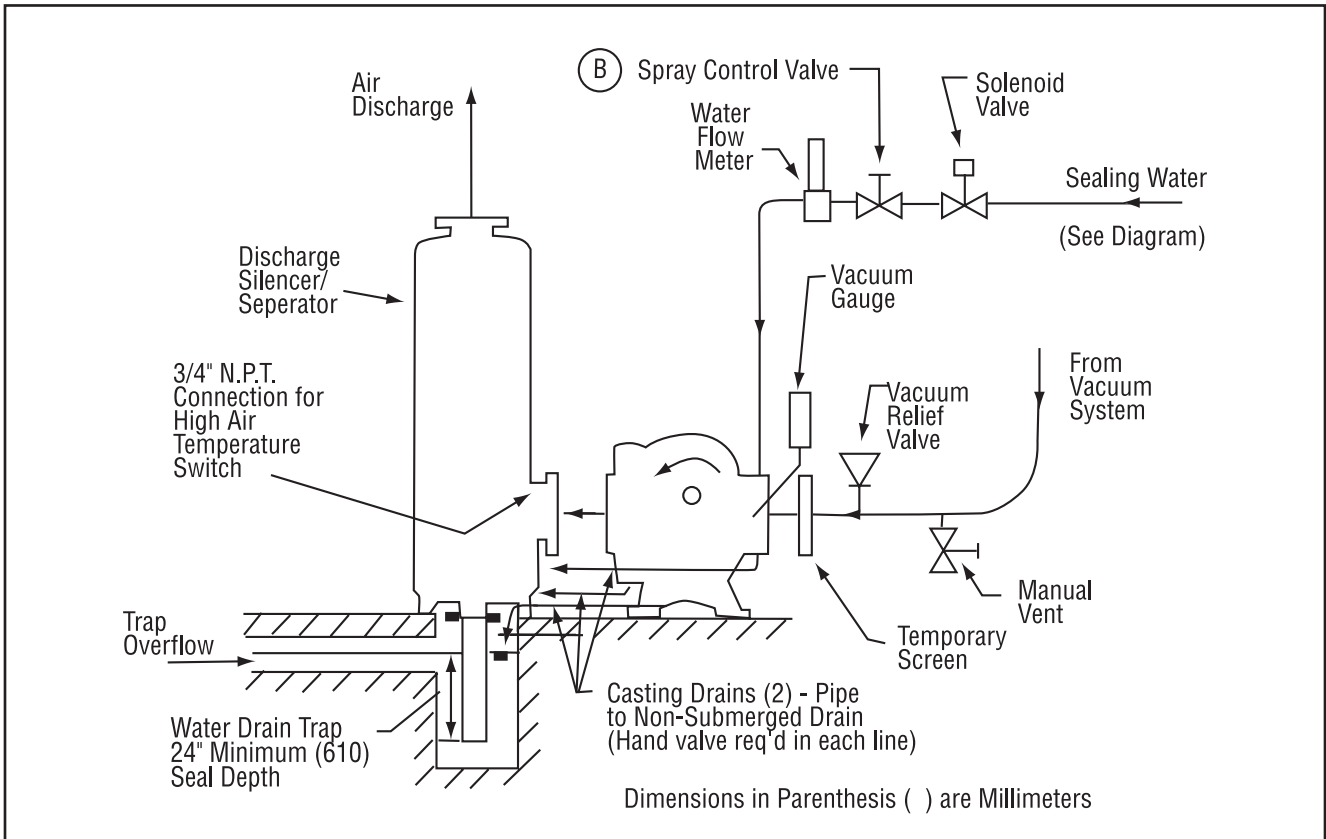 B
Spray Control Valve
Solenoid
Valve
Air
Discharge
Water
Flow
Meter
Sealing Water
(See Diagram)
Discharge
Silencer/
Seperator
Vacuum
Gauge
3/4" N.P.T.
Connection for
High Air
Temperature
Switch
From
Vacuum
System
Vacuum
Relief
Valve
Manual
Vent
Trap
Overflow
Temporary
Screen
Water Drain Trap
24" Minimum (610)
Seal Depth
Casting Drains (2) - Pipe
to Non-Submerged Drain
(Hand valve req'd in each line)
Dimensions in Parenthesis ( ) are Millimeters